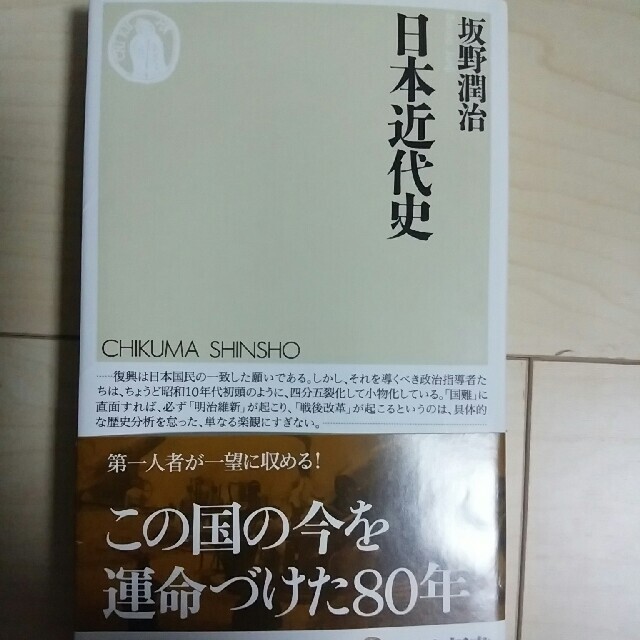 坂野潤治
日本近代史
CHIKUMA SHINSHO
……復興は日本国民の一致した願いである。しかし、それを導くべき政治指導者た
ちは、ちょうど昭和10年代初頭のように、四分五裂化して小物化している。「国難」に
直面すれば、必ず「明治維新」が起こり、「戦後改革」が起こるというのは、具体的
な歴史分析を怠った、単なる楽観にすぎない。……
第一人者が一望に収める!
この国の今を
運命づけた80年